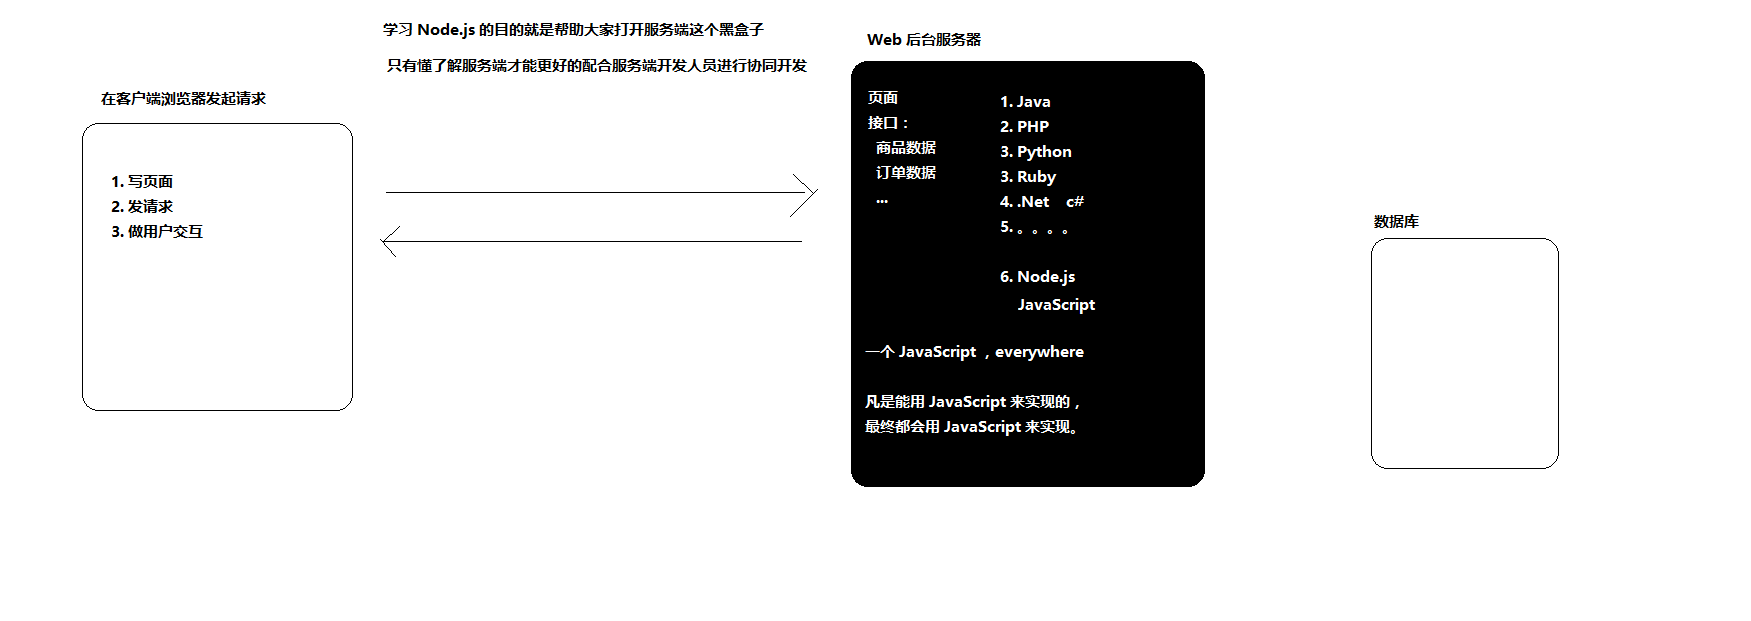 学习 Node.js 的目的就是帮助大家打开服务端这个黑盒子
只有懂了解服务端才能更好的配合服务端开发人员进行协同开发
在客户端浏览器发起请求
1. 写页面
2. 发请求
3. 做用户交互
Web 后台服务器
页面
接口：
商品数据
订单数据
...
1. Java
2. PHP
3. Python
3. Ruby
4. .Net c#
5. 。。。。
6. Node.js
JavaScript
一个 JavaScript ，everywhere
凡是能用 JavaScript 来实现的，
最终都会用 JavaScript 来实现。
数据库